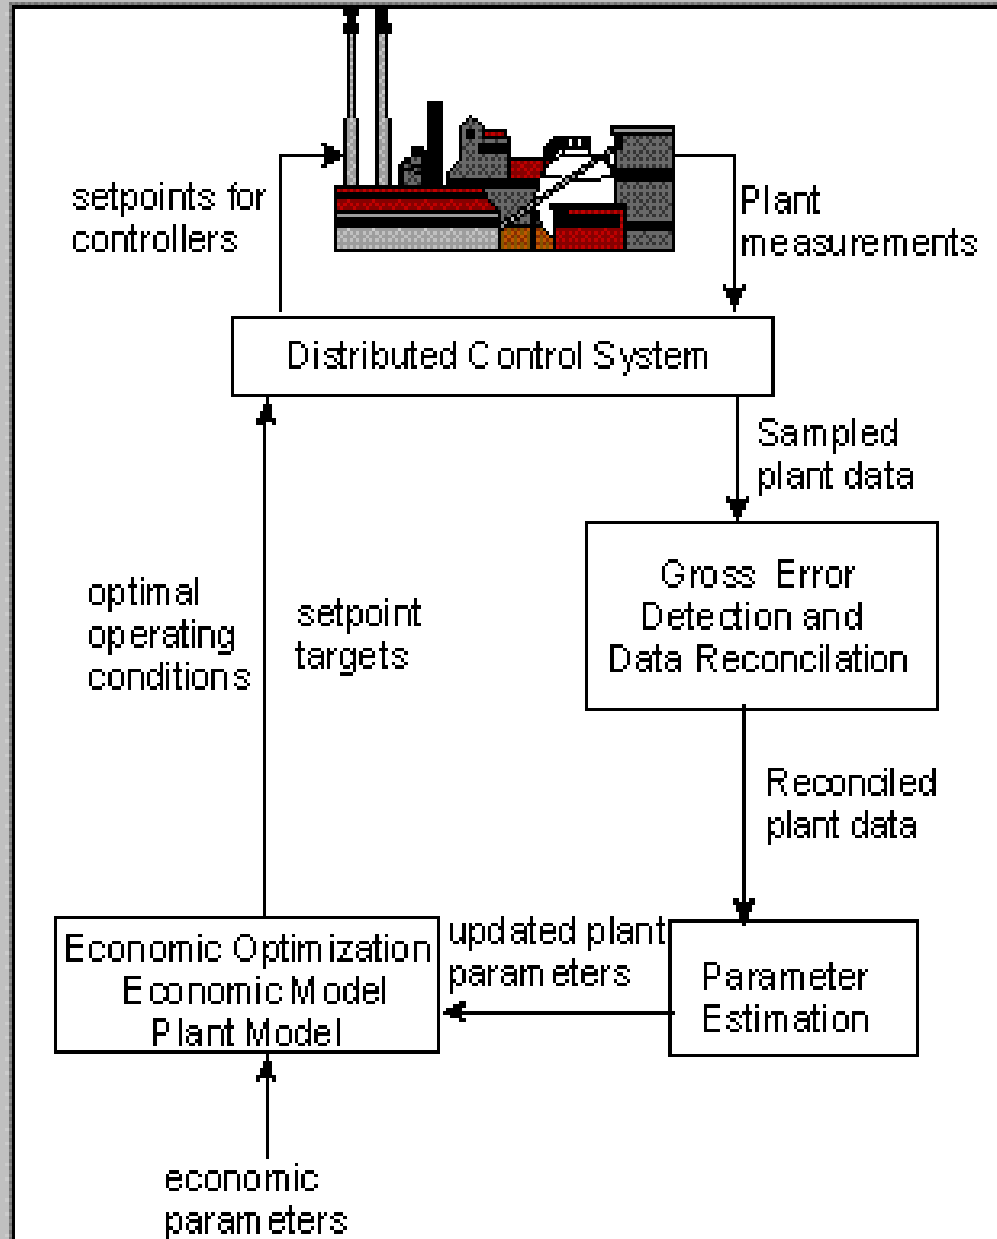 setpoints for
controllers
Plant
measurements
Distributed Control System
Sampled
plant data
Gross Error
Detection and
Data Reconcilation
optimal
operating
conditions
setpoint
targets
Reconciled
plant data
Economic Optimization
Economic Model
Plant Model
updated plant
parameters
Parameter
Estimation
economic
parameters